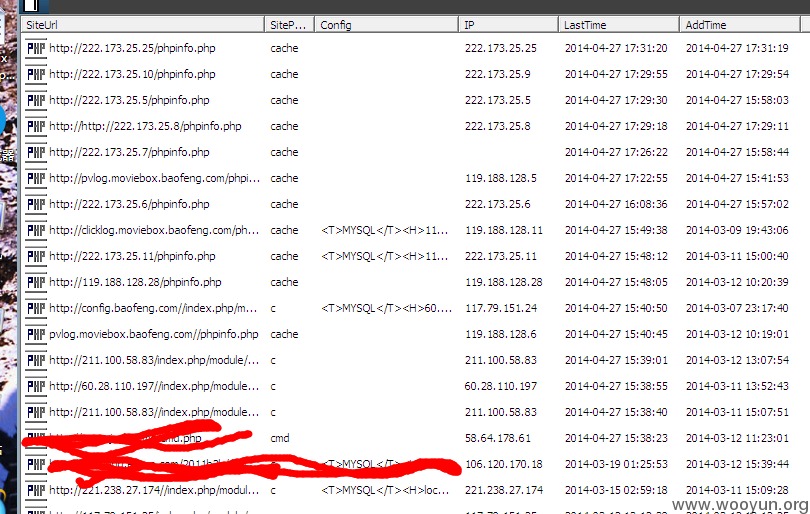 SiteUrl SiteP... Config IP LastTime AddTime
PHP http://222.173.25.25/phpinfo.php cache 222.173.25.25 2014-04-27 17:31:20 2014-04-27 17:31:19
PHP http://222.173.25.10/phpinfo.php cache 222.173.25.9 2014-04-27 17:29:55 2014-04-27 17:29:54
PHP http://222.173.25.5/phpinfo.php cache 222.173.25.5 2014-04-27 17:29:30 2014-04-27 15:58:03
PHP http://http://222.173.25.8/phpinfo.php cache 222.173.25.8 2014-04-27 17:29:18 2014-04-27 17:29:11
PHP http;//222.173.25.7/phpinfo.php cache 2014-04-27 17:26:22 2014-04-27 15:58:44
PHP http://pvlog.moviebox.baofeng.com/phpi... cache 119.188.128.5 2014-04-27 17:22:55 2014-04-27 15:41:53
PHP http://222.173.25.6/phpinfo.php cache 222.173.25.6 2014-04-27 16:08:36 2014-04-27 15:57:02
PHP http://clicklog.moviebox.baofeng.com/ph... cache <T>MYSQL</T><H>11... 119.188.128.11 2014-04-27 15:49:38 2014-03-09 19:43:06
PHP http://222.173.25.11/phpinfo.php cache <T>MYSQL</T><H>11... 222.173.25.11 2014-04-27 15:48:12 2014-03-11 15:00:40
PHP http://119.188.128.28/phpinfo.php cache 119.188.128.28 2014-04-27 15:48:05 2014-03-12 10:20:39
PHP http://config.baofeng.com//index.php/m... c <T>MYSQL</T><H>60.... 117.79.151.24 2014-04-27 15:40:50 2014-03-07 23:17:40
PHP pvlog.moviebox.baofeng.com//phpinfo.php cache 119.188.128.6 2014-04-27 15:40:45 2014-03-12 10:19:01
PHP http://211.100.58.83/index.php/module/... c 211.100.58.83 2014-04-27 15:39:01 2014-03-12 13:07:54
PHP http://60.28.110.197//index.php/module... c 60.28.110.197 2014-04-27 15:38:55 2014-03-11 13:52:43
PHP http://211.100.58.83//index.php/module... c 211.100.58.83 2014-04-27 15:38:40 2014-03-11 15:07:51
PHP cmd 58.64.178.61 2014-04-27 15:38:23 2014-03-12 11:23:01
PHP <T>MYSQL</T> 106.120.170.18 2014-03-19 01:25:53 2014-03-12 15:39:44
PHP http://221.238.27.174//index.php/modul... c <T>MYSQL</T><H>loc... 221.238.27.174 2014-03-15 02:59:18 2014-03-11 15:09:28
www.wooyun.org